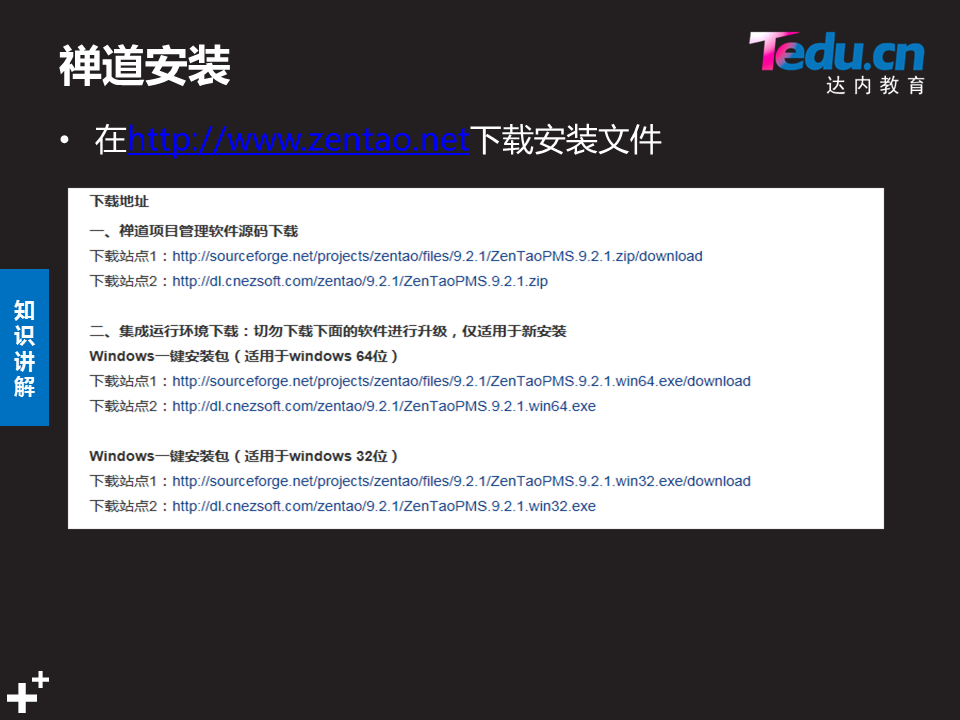 禅道安装
Tedu.cn
达内教育
• 在http://www.zentao.net下载安装文件
下载地址
一、禅道项目管理软件源码下载
下载站点1：http://sourceforge.net/projects/zentao/files/9.2.1/ZenTaoPMS.9.2.1.zip/download
下载站点2：http://dl.cnezsoft.com/zentao/9.2.1/ZenTaoPMS.9.2.1.zip
二、集成运行环境下载：切勿下载下面的软件进行升级，仅适用于新安装
Windows一键安装包（适用于windows 64位）
下载站点1：http://sourceforge.net/projects/zentao/files/9.2.1/ZenTaoPMS.9.2.1.win64.exe/download
下载站点2：http://dl.cnezsoft.com/zentao/9.2.1/ZenTaoPMS.9.2.1.win64.exe
Windows一键安装包（适用于windows 32位）
下载站点1：http://sourceforge.net/projects/zentao/files/9.2.1/ZenTaoPMS.9.2.1.win32.exe/download
下载站点2：http://dl.cnezsoft.com/zentao/9.2.1/ZenTaoPMS.9.2.1.win32.exe
知识讲解